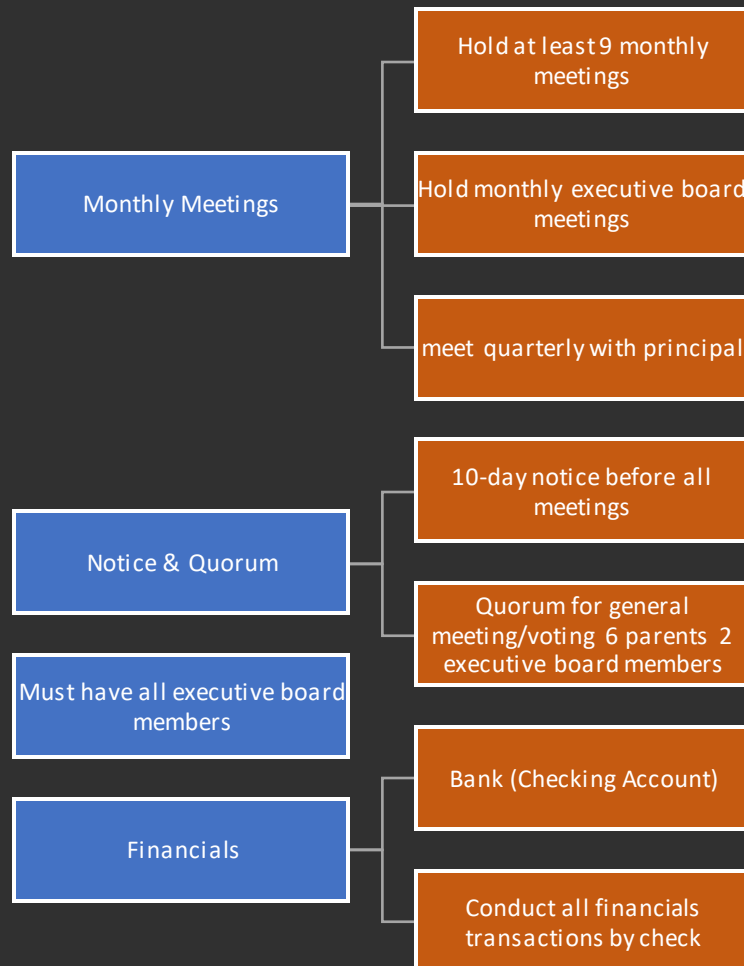 Monthly Meetings
Hold at least 9 monthly
meetings
Hold monthly executive board
meetings
meet quarterly with principal
Notice & Quorum
10-day notice before all
meetings
Quorum for general
meeting/voting 6 parents 2
executive board members
Must have all executive board
members
Financials
Bank (Checking Account)
Conduct all financials
transactions by check